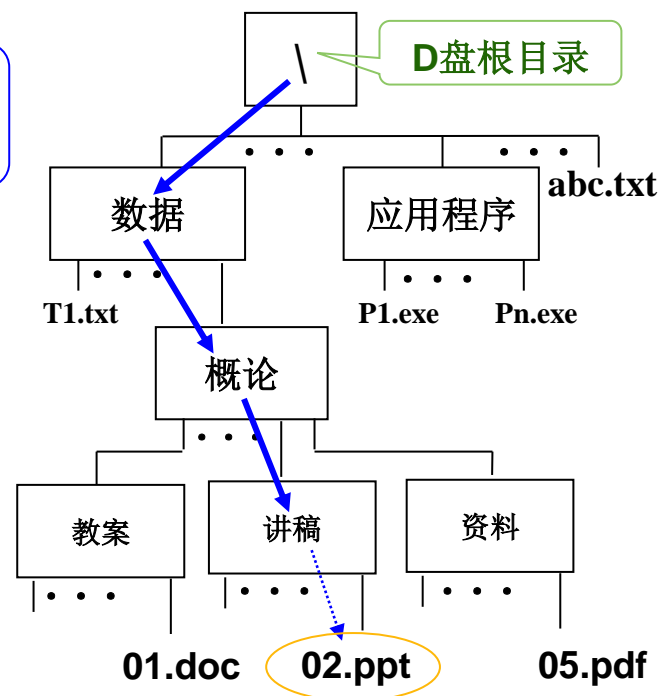 \
D盘根目录
数据
应用程序
abc.txt
T1.txt
P1.exe
Pn.exe
概论
教案
讲稿
资料
01.doc
02.ppt
05.pdf